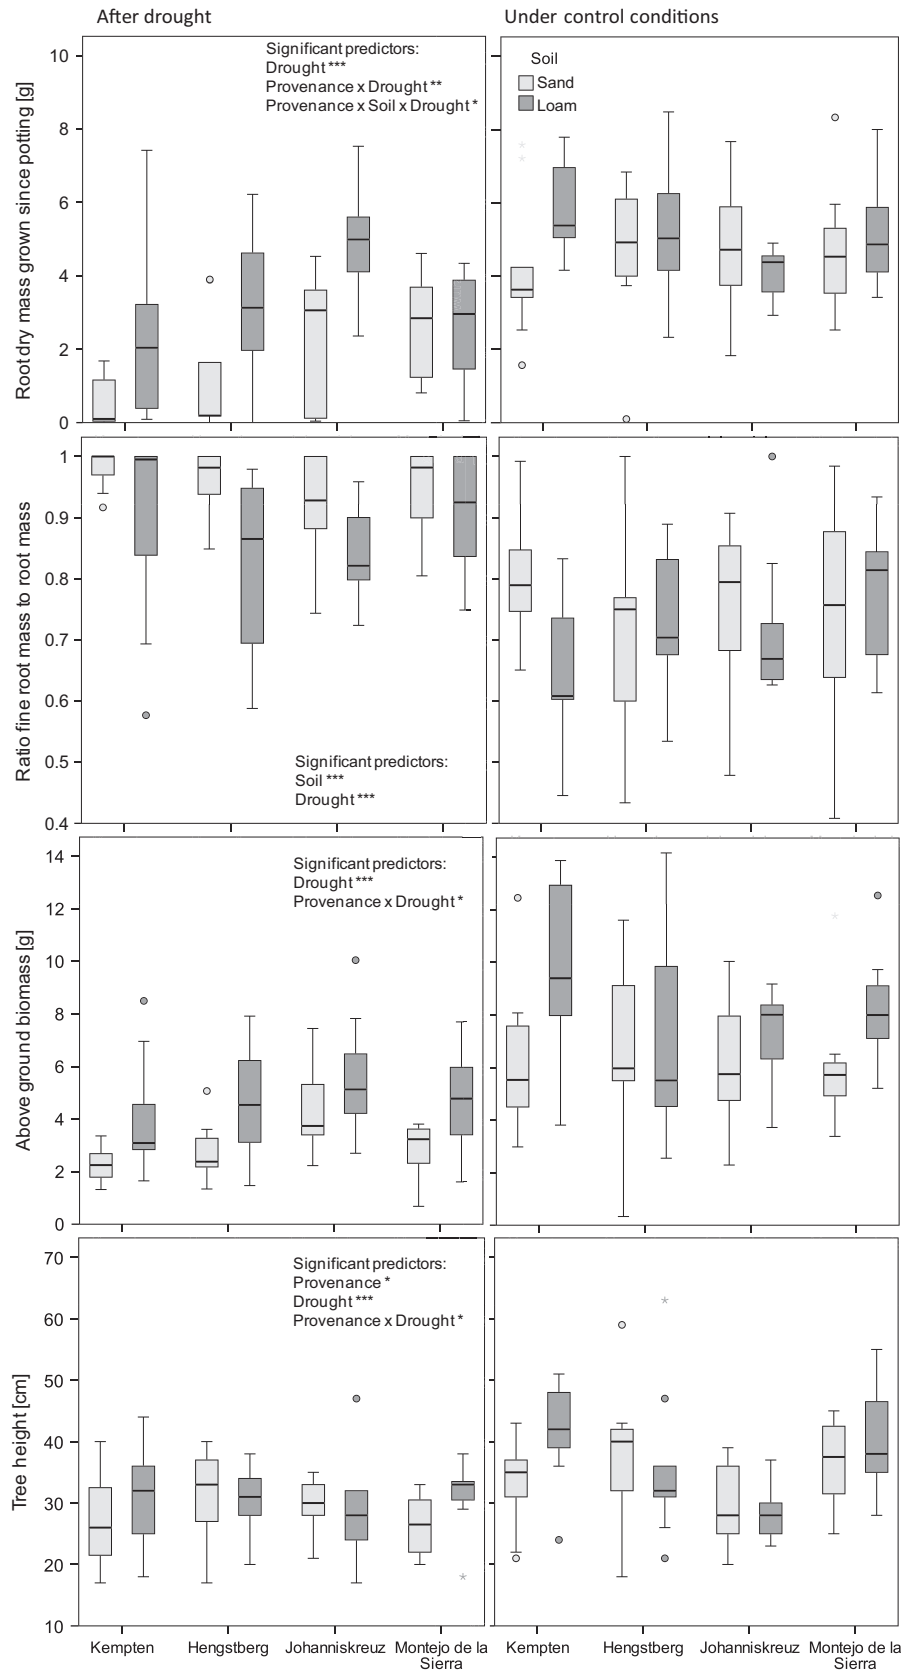 After drought
Under control conditions
Root dry mass grown since potting [g]
10
8
6
4
2
0
Significant predictors:
Drought ***
Provenance x Drought **
Provenance x Soil x Drought *
Soil
Sand
Loam
Ratio fine root mass to root mass
1
0.9
0.8
0.7
0.6
0.5
0.4
Significant predictors:
Soil ***
Drought ***
Above ground biomass [g]
14
12
10
8
6
4
2
0
Significant predictors:
Drought ***
Provenance x Drought *
Tree height [cm]
70
60
50
40
30
20
10
Significant predictors:
Provenance *
Drought ***
Provenance x Drought *
Kempten
Hengstberg
Johanniskreuz
Montejo de la
Sierra
Kempten
Hengstberg
Johanniskreuz
Montejo de la
Sierra